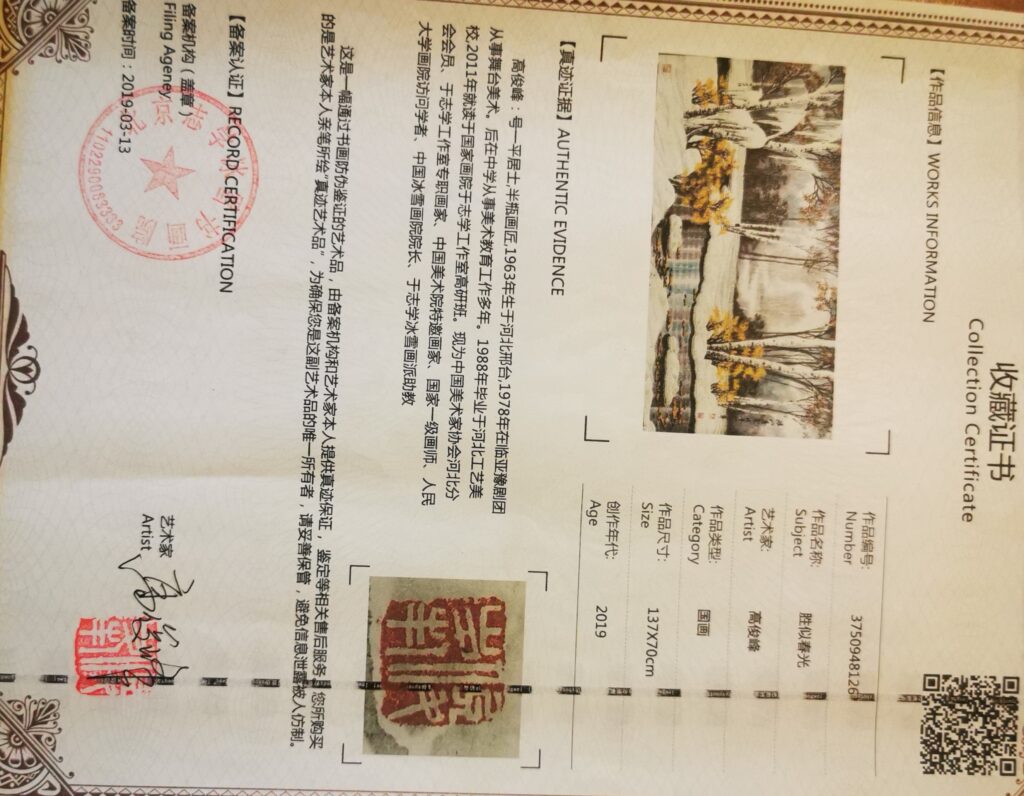 收藏证书
Collection Certificate
【作品信息】WORKS INFORMATION
作品编号:
Number
3750948126
作品名称:
Subject
胜似春光
艺术家:
Artist
高俊峰
作品类型:
Category
国画
作品尺寸:
Size
137X70cm
创作年代:
Age
2019
【真迹证据】AUTHENTIC EVIDENCE
高俊峰：号一平居士,半瓶画匠,1963年生于河北邢台,1978年在临亚豫剧团
从事舞台美术。后在中学从事美术教育工作多年。1988年毕业于河北工艺美
校,2011年就读于国家画院于志学工作室高研班。现为中国美术家协会河北分
会会员、于志学工作室专职画家、中国美术院特邀画家、国家一级画师、人民
大学画院访问学者、中国冰雪画院院长、于志学冰雪画派助教
这是一幅通过书画防伪鉴证的艺术品，由备案机构和艺术家本人提供真迹保证，鉴定等相关售后服务，您所购买
的是艺术家本人亲笔所绘“真迹艺术品”，为确保您是这副艺术品的唯一所有者，请妥善保管，避免信息泄露被人仿制。
【备案认证】RECORD CERTIFICATION
备案机构（盖章）
Filing Ageney
备案时间：2019-03-13
1102290063333
艺术家
Artist
高俊峰